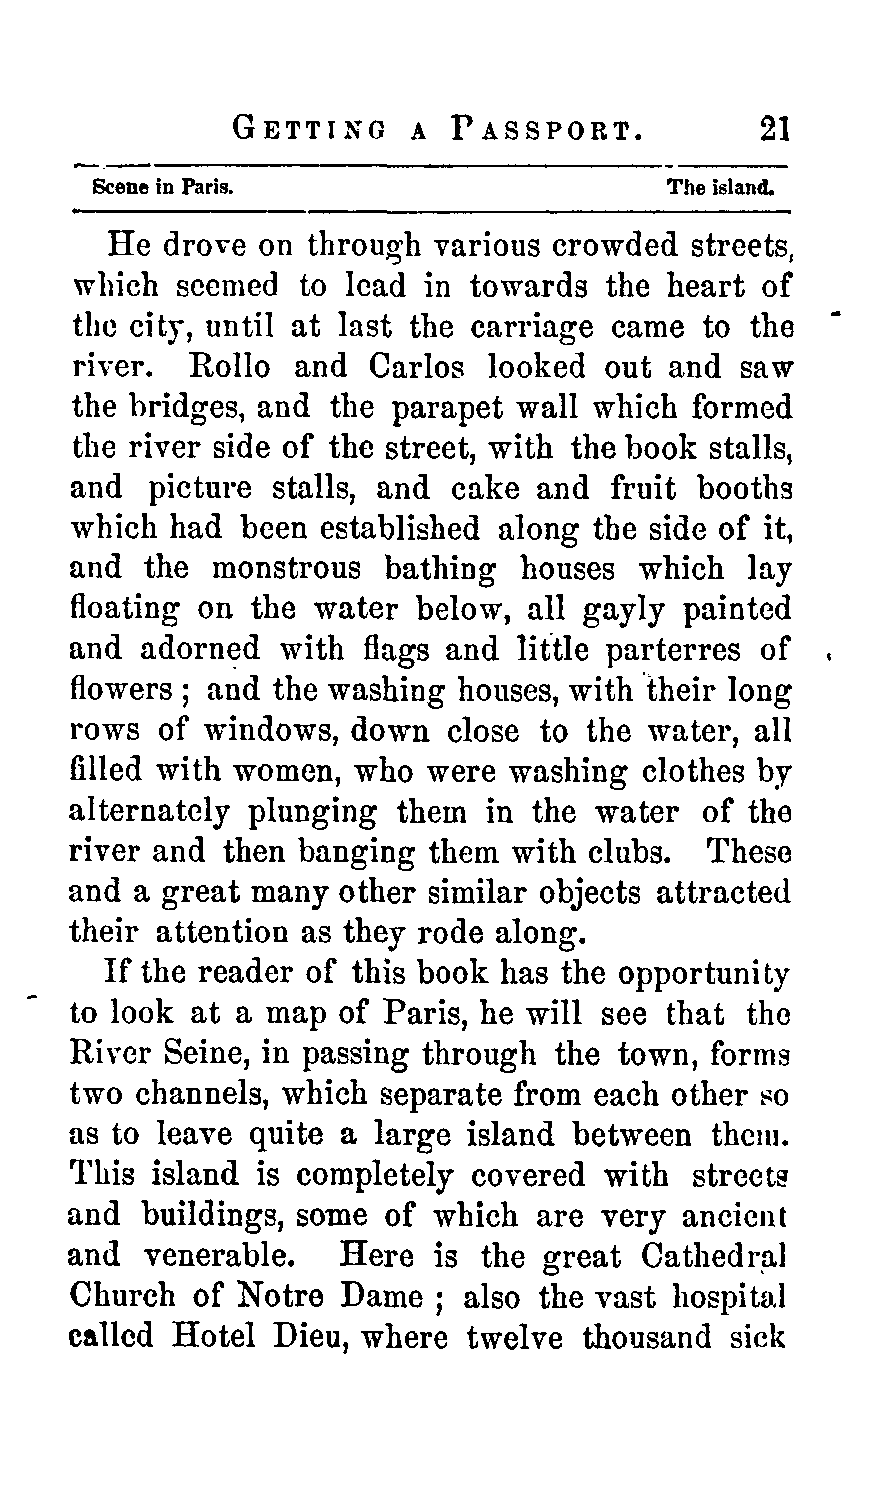 GETTING A PASSPORT. 21
Scene in Paris. The island.
He drove on through various crowded streets,
which seemed to lead in towards the heart of
the city, until at last the carriage came to the
river. Rollo and Carlos looked out and saw
the bridges, and the parapet wall which formed
the river side of the street, with the book stalls,
and picture stalls, and cake and fruit booths
which had been established along the side of it,
and the monstrous bathing houses which lay
floating on the water below, all gayly painted
and adorned with flags and little parterres of
flowers ; and the washing houses, with their long
rows of windows, down close to the water, all
filled with women, who were washing clothes by
alternately plunging them in the water of the
river and then banging them with clubs. These
and a great many other similar objects attracted
their attention as they rode along.
If the reader of this book has the opportunity
to look at a map of Paris, he will see that the
River Seine, in passing through the town, forms
two channels, which separate from each other so
as to leave quite a large island between them.
This island is completely covered with streets
and buildings, some of which are very ancient
and venerable. Here is the great Cathedral
Church of Notre Dame ; also the vast hospital
called Hotel Dieu, where twelve thousand sick